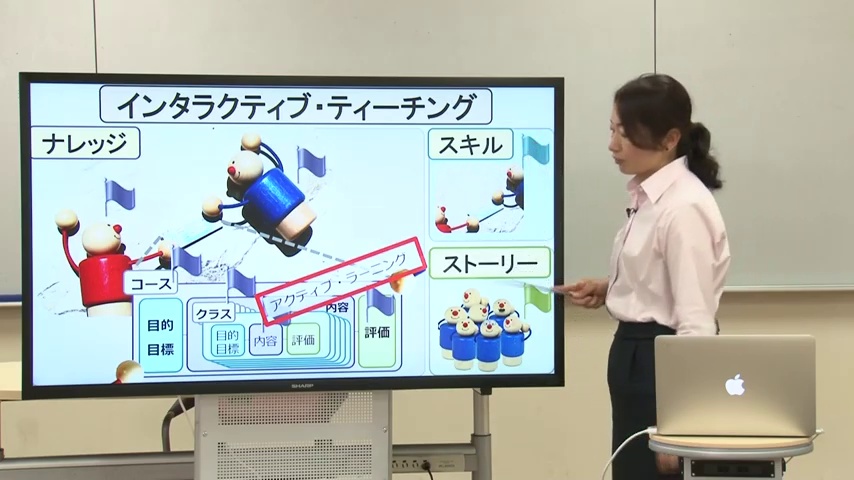 インタラクティブ・ティーチング
ナレッジ
スキル
ストーリー
コース
アクティブ・ラーニング
目的
目標
クラス
内容
目的
目標
内容
評価
評価
SHARP